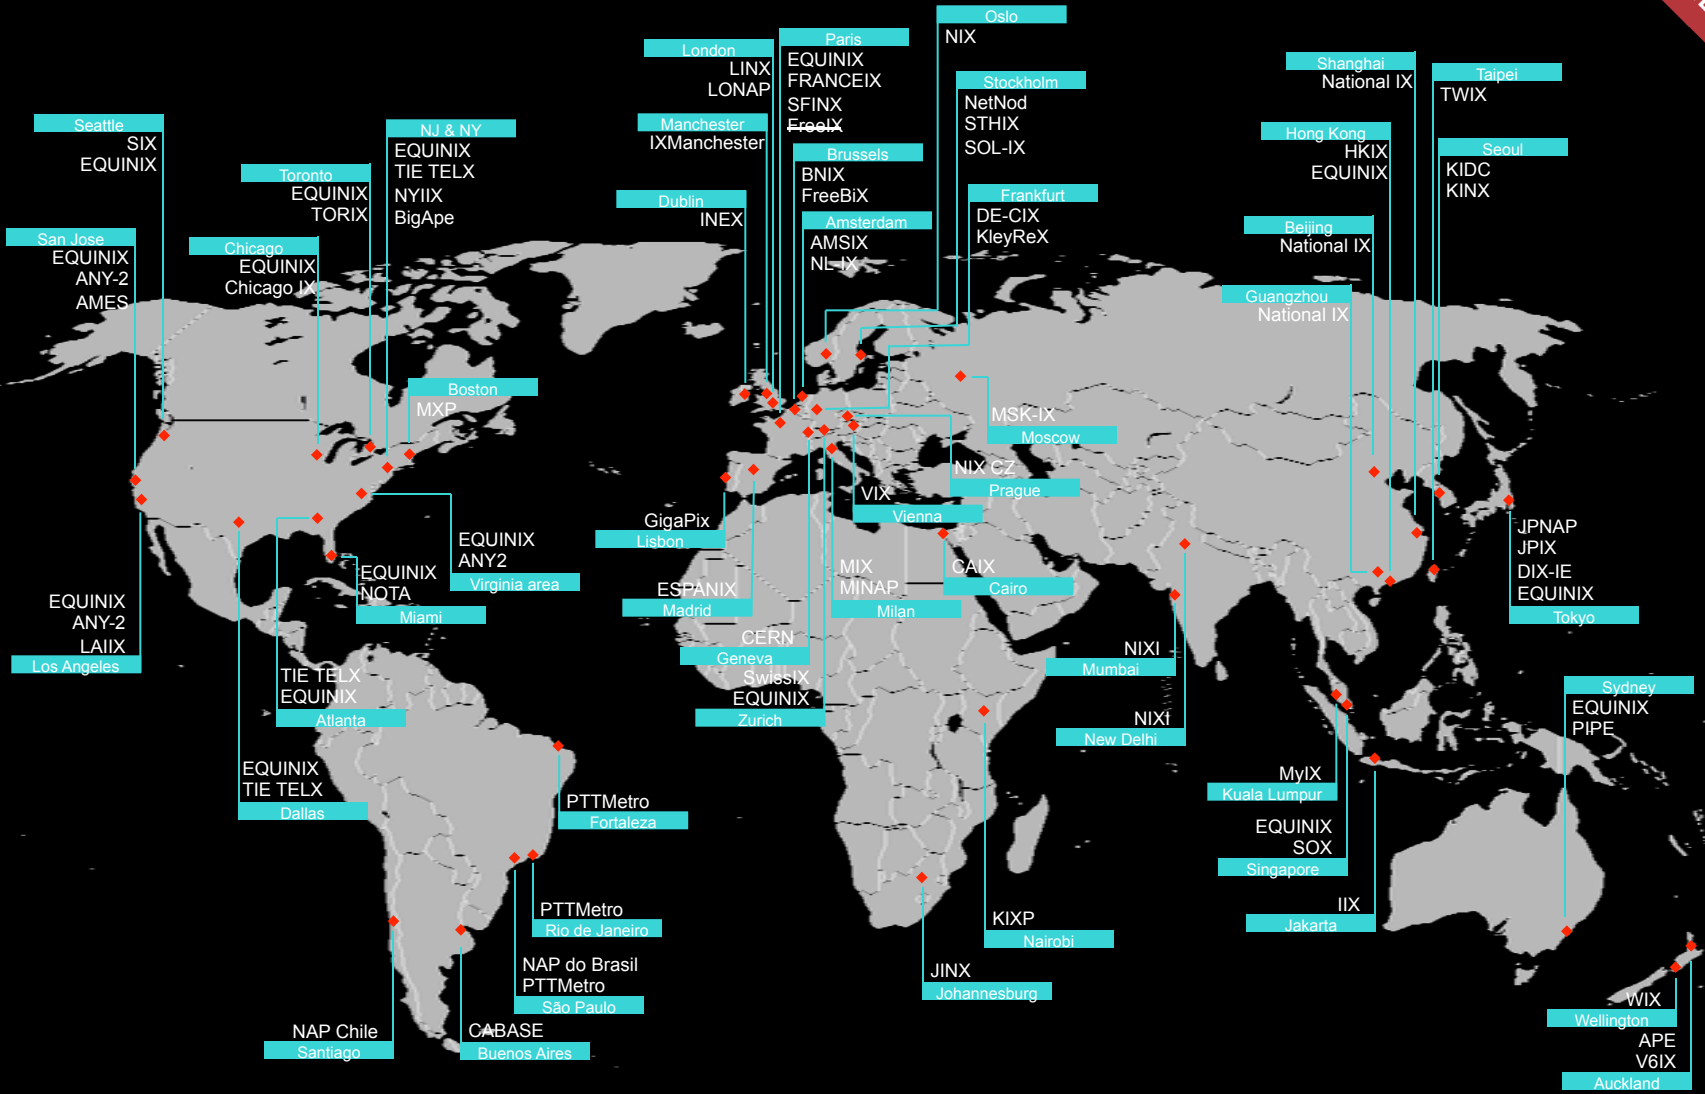 Oslo
NIX
London
LINX
LONAP
Paris
EQUINIX
FRANCEIX
SFINX
FreeIX
Stockholm
NetNod
STHIX
SOL-IX
Shanghai
National IX
Taipei
TWIX
Seattle
SIX
EQUINIX
NJ & NY
EQUINIX
TIE TELX
NYIIX
BigApe
Manchester
IXManchester
Hong Kong
HKIX
EQUINIX
Seoul
KIDC
KINX
Toronto
EQUINIX
TORIX
Brussels
BNIX
FreeBiX
Dublin
INEX
Frankfurt
DE-CIX
KleyReX
Amsterdam
AMSIX
NL-IX
Beijing
National IX
San Jose
EQUINIX
ANY-2
AMES
Chicago
EQUINIX
Chicago IX
Guangzhou
National IX
Boston
MXP
MSK-IX
Moscow
NIX CZ
Prague
VIX
Vienna
GigaPix
Lisbon
EQUINIX
ANY2
Virginia area
EQUINIX
NOTA
Miami
ESPANIX
Madrid
MIX
MINAP
Milan
CAIX
Cairo
JPNAP
JPIX
DIX-IE
EQUINIX
Tokyo
EQUINIX
ANY-2
LAIIX
Los Angeles
CERN
Geneva
SwissIX
EQUINIX
Zurich
NIXI
Mumbai
TIE TELX
EQUINIX
Atlanta
NIXI
New Delhi
Sydney
EQUINIX
PIPE
EQUINIX
TIE TELX
Dallas
MyIX
Kuala Lumpur
PTTMetro
Fortaleza
EQUINIX
SOX
Singapore
PTTMetro
Rio de Janeiro
KIXP
Nairobi
IIX
Jakarta
NAP do Brasil
PTTMetro
São Paulo
JINX
Johannesburg
WIX
Wellington
NAP Chile
Santiago
CABASE
Buenos Aires
APE
V6IX
Auckland